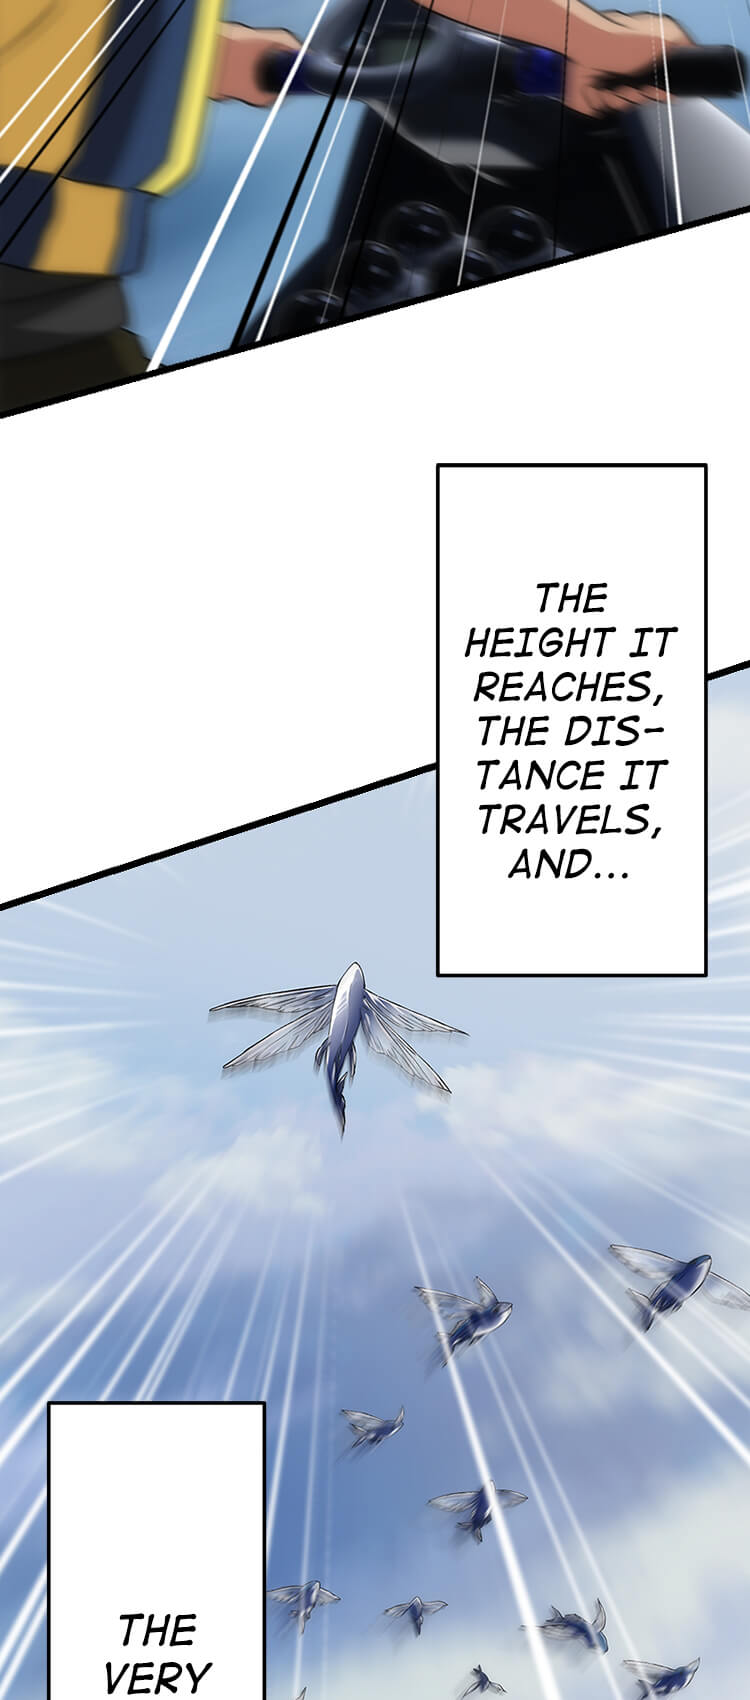 THE
HEIGHT IT
REACHES,
THE DIS-
TANCE IT
TRAVELS,
AND...
THE
VERY